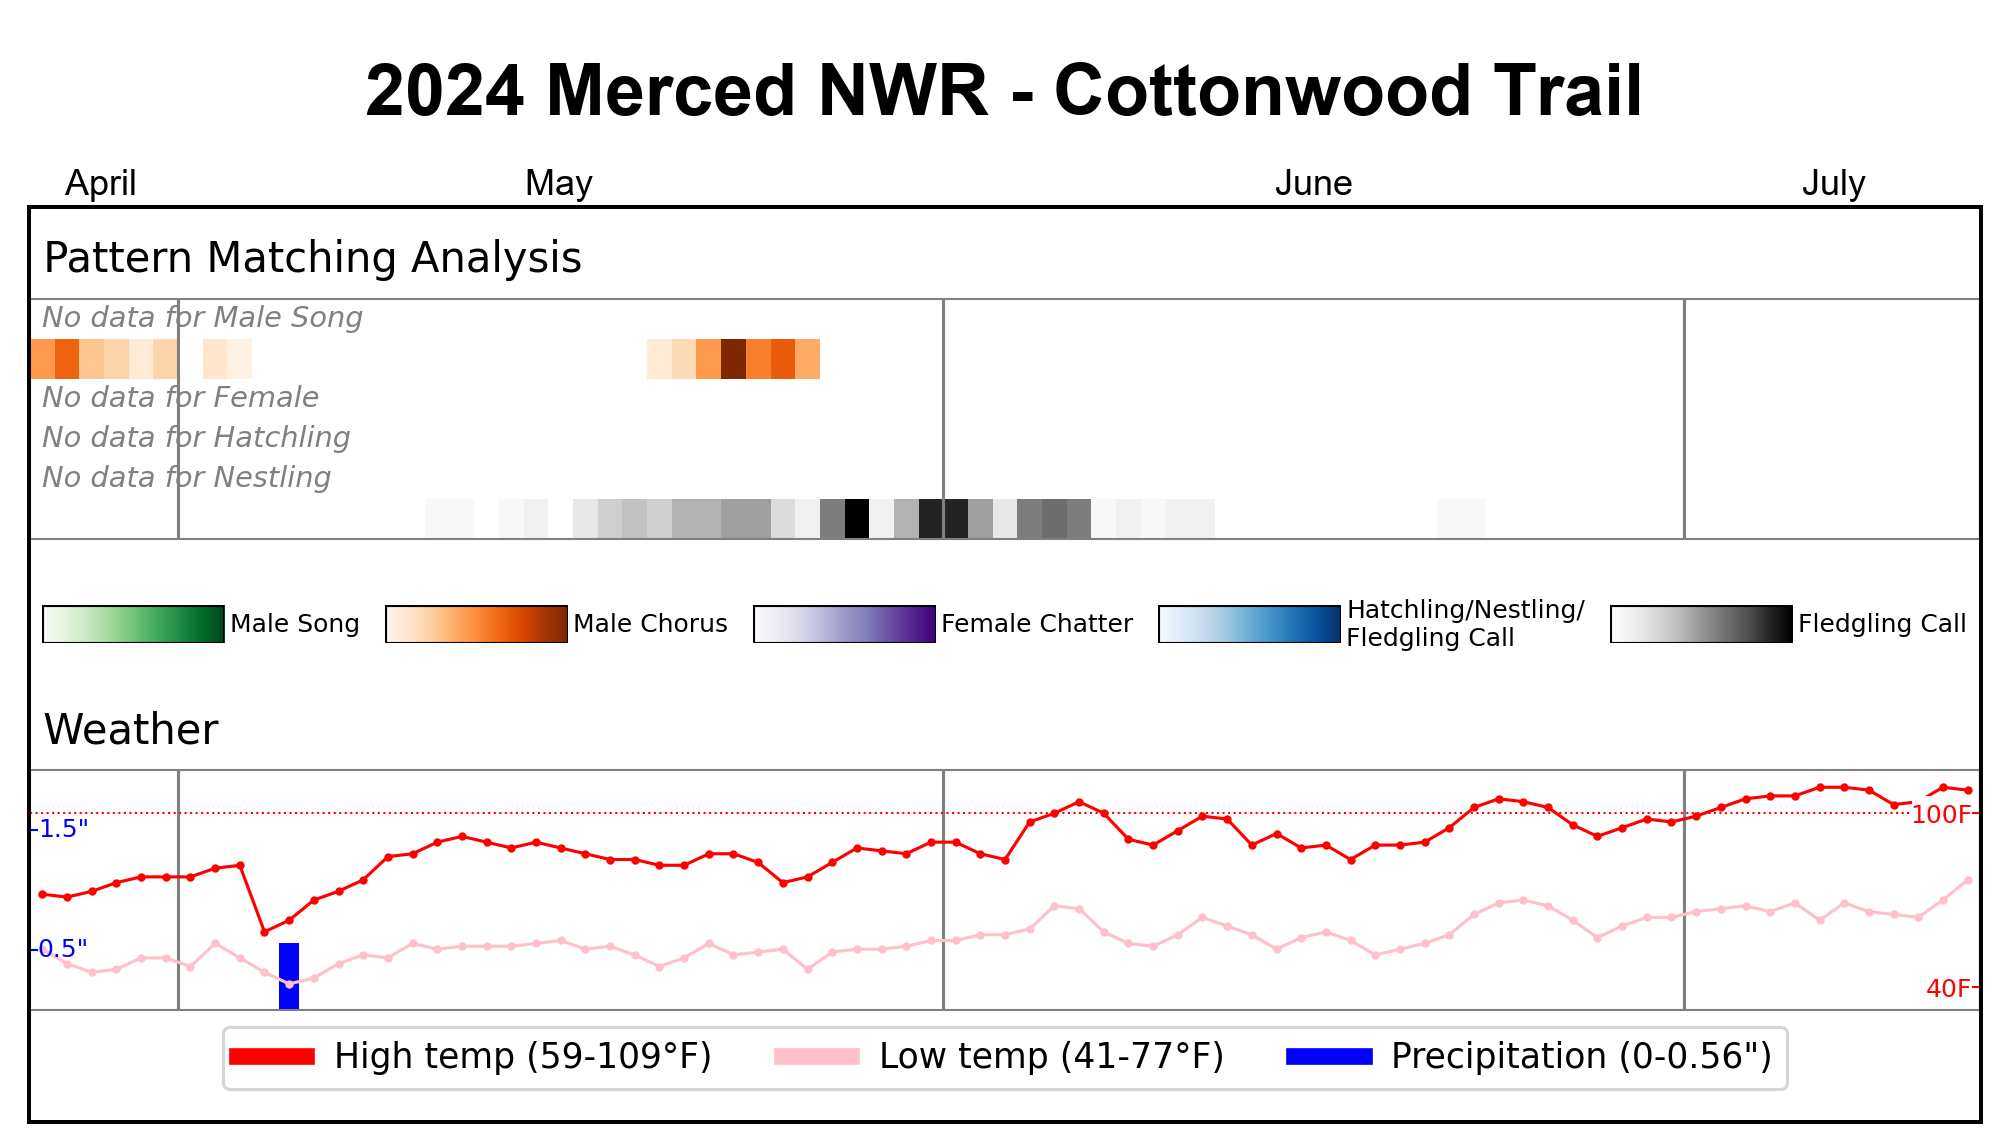 2024 Merced NWR - Cottonwood Trail
April May June July
Pattern Matching Analysis
No data for Male Song
No data for Female
No data for Hatchling
No data for Nestling
Male Song
Male Chorus
Female Chatter
Hatchling/Nestling/
Fledgling Call
Fledgling Call
Weather
1.5"
100F
0.5"
40F
High temp (59-109°F) Low temp (41-77°F) Precipitation (0-0.56")